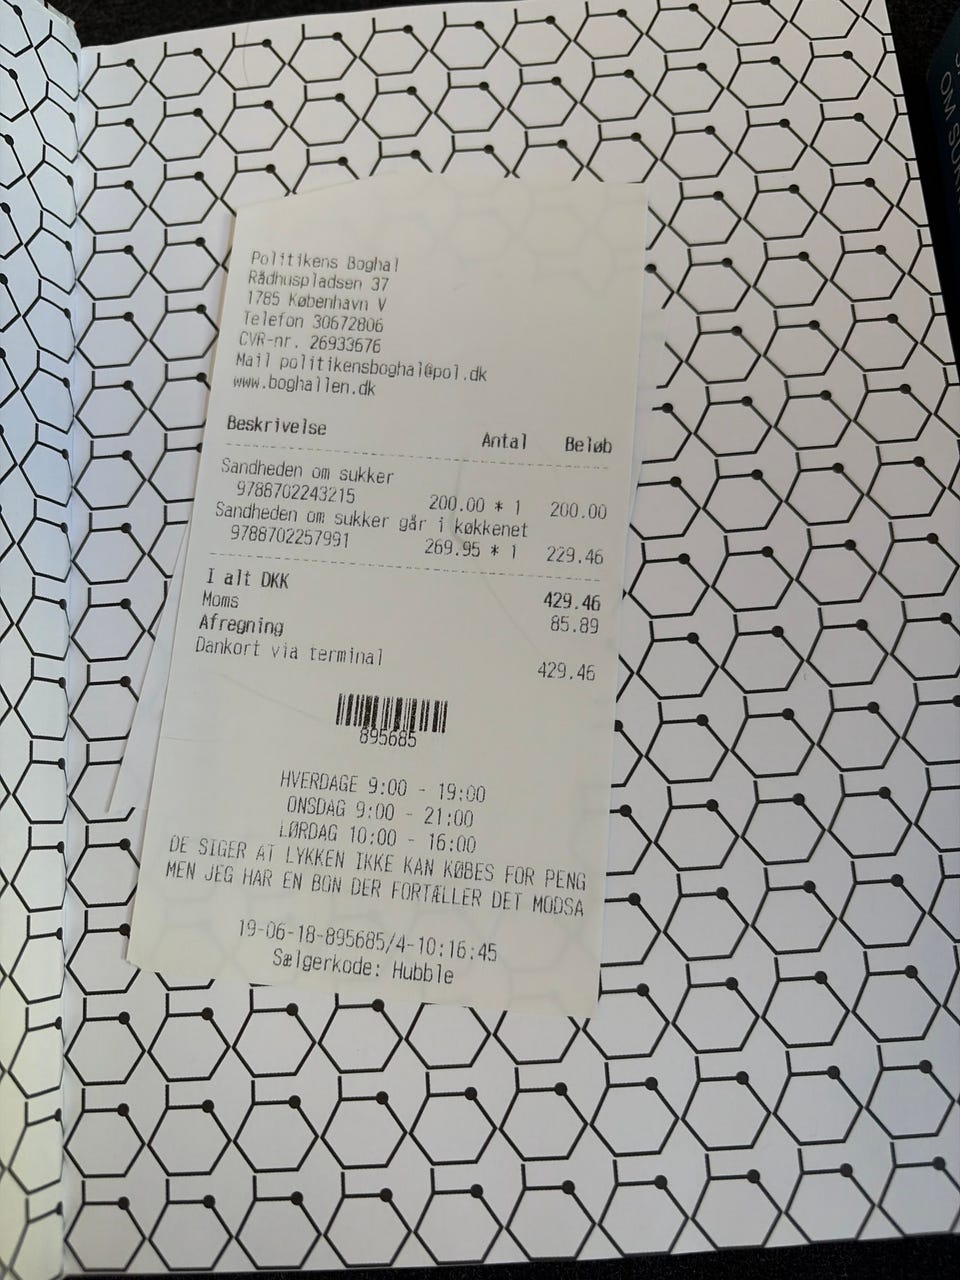 Politikens Boghal
Rådhuspladsen 37
1785 København V
Telefon 30672806
CVR-nr. 26933676
Mail politikensboghal@pol.dk
www.boghallen.dk
Beskrivelse Antal Beløb
Sandheden om sukker
9788702243215 200.00 * 1 200.00
Sandheden om sukker går i køkkenet
9788702257991 269.95 * 1 229.46
I alt DKK 429.46
Moms 85.89
Afregning
Dankort via terminal 429.46
895685
HVERDAGE 9:00 - 19:00
ONSDAG 9:00 - 21:00
LØRDAG 10:00 - 16:00
DE SIGER AT LYKKEN IKKE KAN KØBES FOR PENG
MEN JEG HAR EN BON DER FORTÆLLER DET MODSA
19-06-18-895685/4-10:16:45
Sælgerkode: Hubble
OM